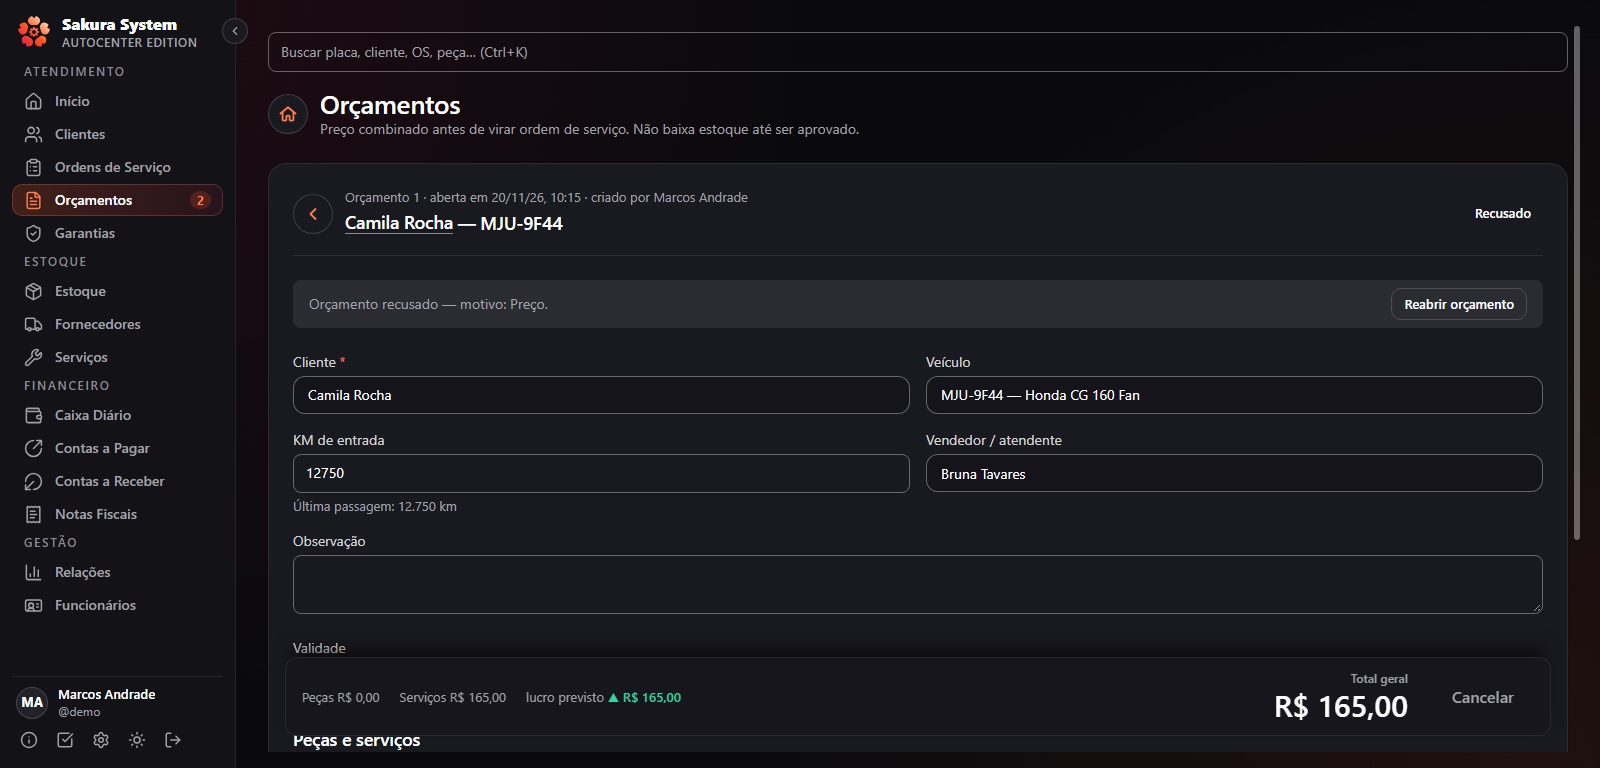 Sakura System
AUTOCENTER EDITION
ATENDIMENTO
Início
Clientes
Ordens de Serviço
Orçamentos 2
Garantias
ESTOQUE
Estoque
Fornecedores
Serviços
FINANCEIRO
Caixa Diário
Contas a Pagar
Contas a Receber
Notas Fiscais
GESTÃO
Relações
Funcionários
MA
Marcos Andrade
@demo
Buscar placa, cliente, OS, peça... (Ctrl+K)
Orçamentos
Preço combinado antes de virar ordem de serviço. Não baixa estoque até ser aprovado.
Orçamento 1 · aberta em 20/11/26, 10:15 · criado por Marcos Andrade
Camila Rocha — MJU-9F44
Recusado
Orçamento recusado — motivo: Preço.
Reabrir orçamento
Cliente *
Camila Rocha
Veículo
MJU-9F44 — Honda CG 160 Fan
KM de entrada
12750
Última passagem: 12.750 km
Vendedor / atendente
Bruna Tavares
Observação
Validade
Peças R$ 0,00 Serviços R$ 165,00 lucro previsto ▲ R$ 165,00
Total geral
R$ 165,00
Cancelar
Peças e serviços